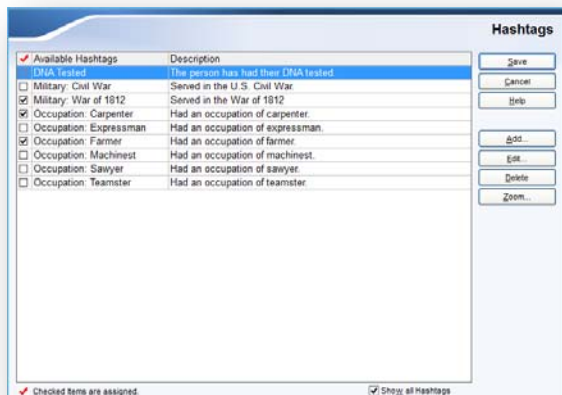 Hashtags
Available Hashtags Description
DNA Tested The person has had their DNA tested.
Military: Civil War Served in the U.S. Civil War.
Military: War of 1812 Served in the War of 1812
Occupation: Carpenter Had an occupation of carpenter.
Occupation: Expressman Had an occupation of expressman.
Occupation: Farmer Had an occupation of farmer.
Occupation: Machinest Had an occupation of machinest.
Occupation: Sawyer Had an occupation of sawyer.
Occupation: Teamster Had an occupation of teamster.
Save
Cancel
Help
Add...
Edit...
Delete
Zoom...
Checked Items are assigned. Show all Hashtags